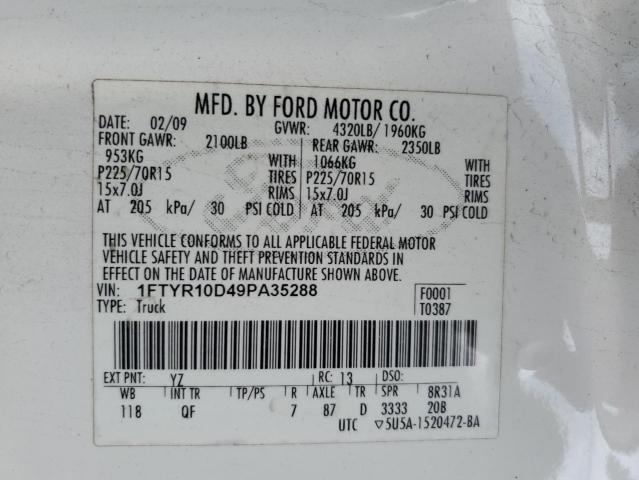 MFD. BY FORD MOTOR CO.
DATE: 02/09 GVWR: 4320LB/ 1960KG
FRONT GAWR: 2100LB REAR GAWR: 2350LB
953KG WITH 1066KG WITH
P225/70R15 TIRES P225/70R15 TIRES
15x7.0J RIMS 15x7.0J RIMS
AT 205 kPa/ 30 PSI COLD AT 205 kPa/ 30 PSI COLD
THIS VEHICLE CONFORMS TO ALL APPLICABLE FEDERAL MOTOR
VEHICLE SAFETY AND THEFT PREVENTION STANDARDS IN
EFFECT ON THE DATE OF MANUFACTURE SHOWN ABOVE.
VIN: 1FTYR10D49PA35288 F0001
TYPE: Truck T0387
EXT PNT: YZ RC: 13 DSO:
WB INT TR TP/PS R AXLE TR SPR 8R31A
118 QF 7 87 D 3333 20B
UTC ▽5U5A-1520472-BA